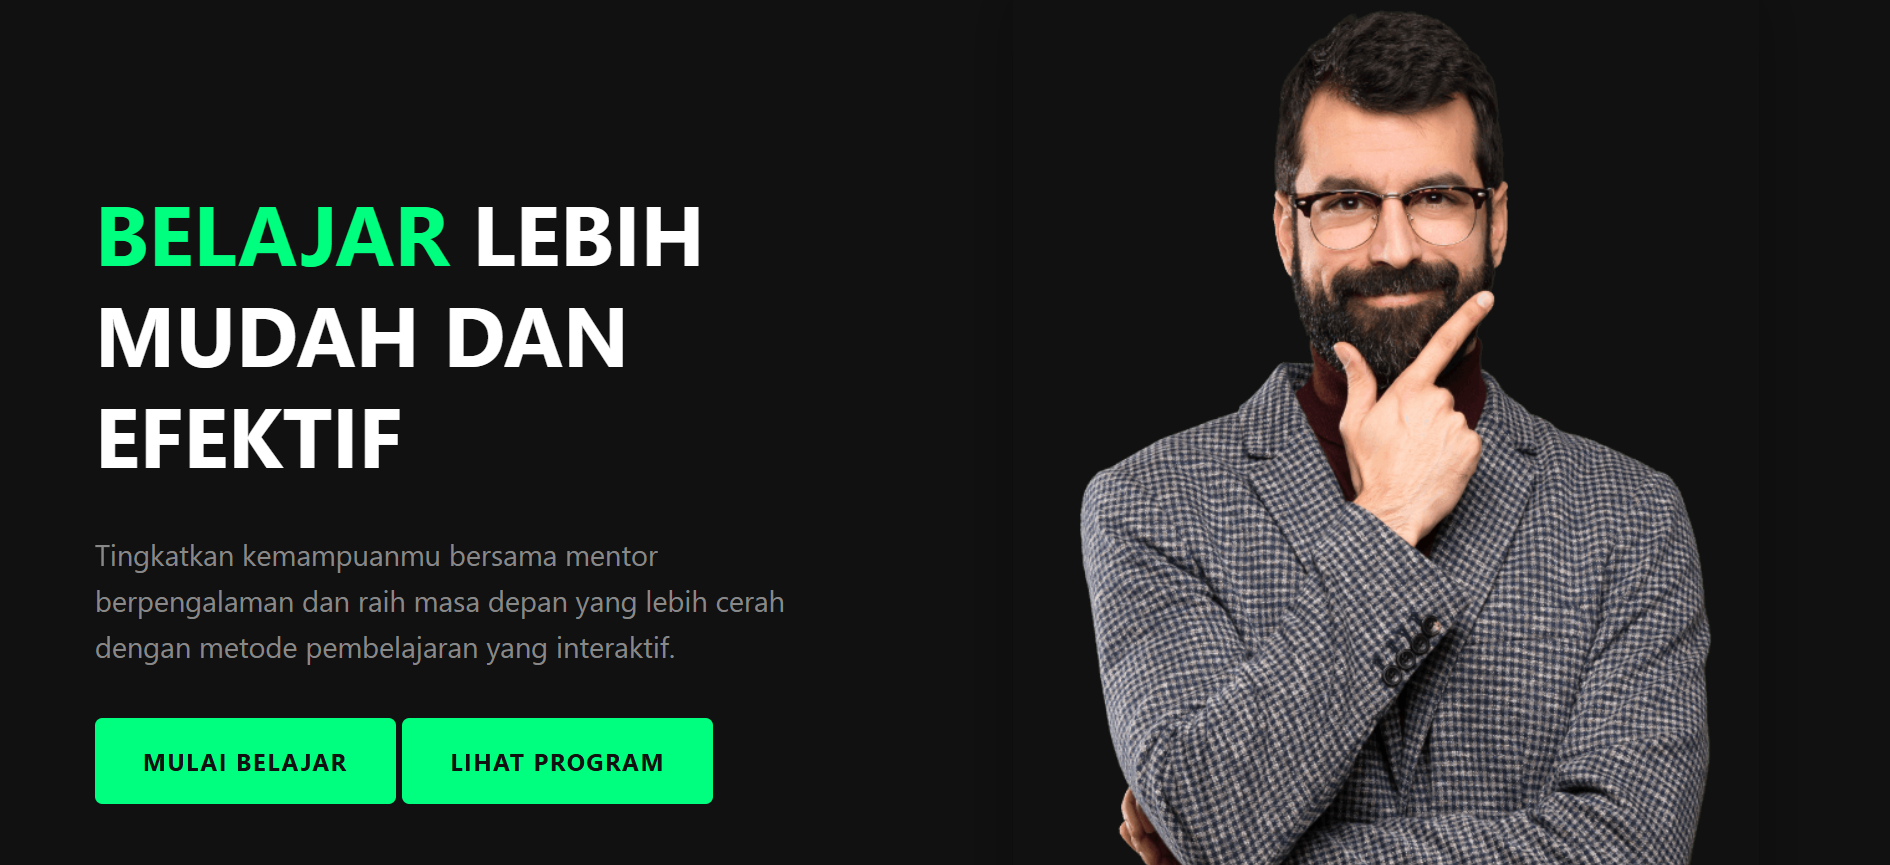 BELAJAR LEBIH
MUDAH DAN
EFEKTIF
Tingkatkan kemampuanmu bersama mentor
berpengalaman dan raih masa depan yang lebih cerah
dengan metode pembelajaran yang interaktif.
MULAI BELAJAR
LIHAT PROGRAM